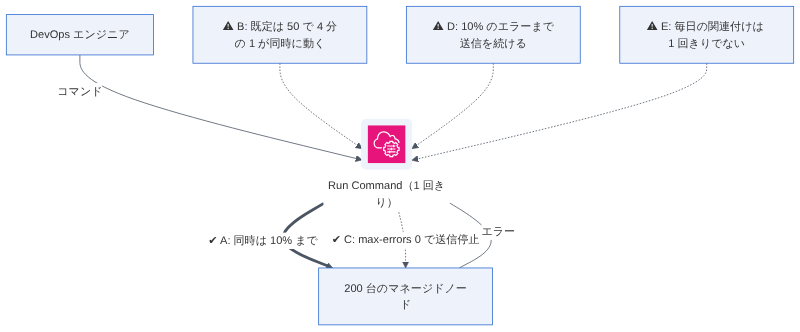 DevOps エンジニア
⚠ B: 既定は 50 で 4 分
の 1 が同時に動く
⚠ D: 10% のエラーまで
送信を続ける
⚠ E: 毎日の関連付けは
1 回きりでない
コマンド
Run Command（1 回き
り）
✔ A: 同時は 10% まで
✔ C: max-errors 0 で送信停止
エラー
200 台のマネージドノー
ド